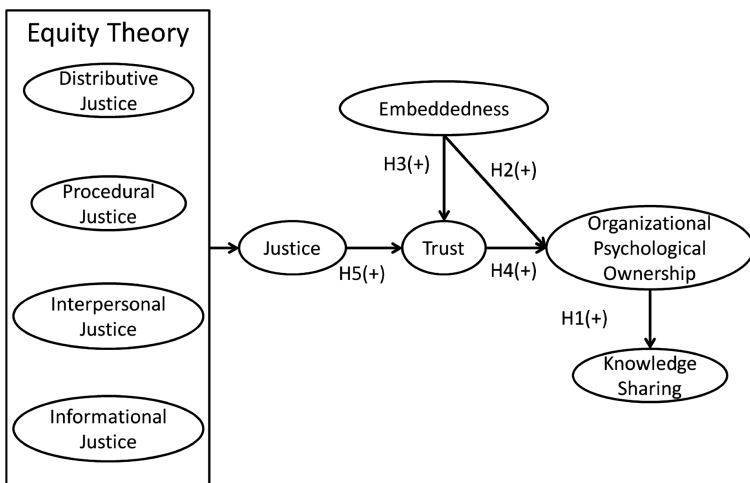 Equity Theory
Distributive
Justice
Procedural
Justice
Interpersonal
Justice
Informational
Justice
Justice
H5(+)
Embeddedness
H3(+)
H2(+)
Trust
H4(+)
Organizational
Psychological
Ownership
H1(+)
Knowledge
Sharing